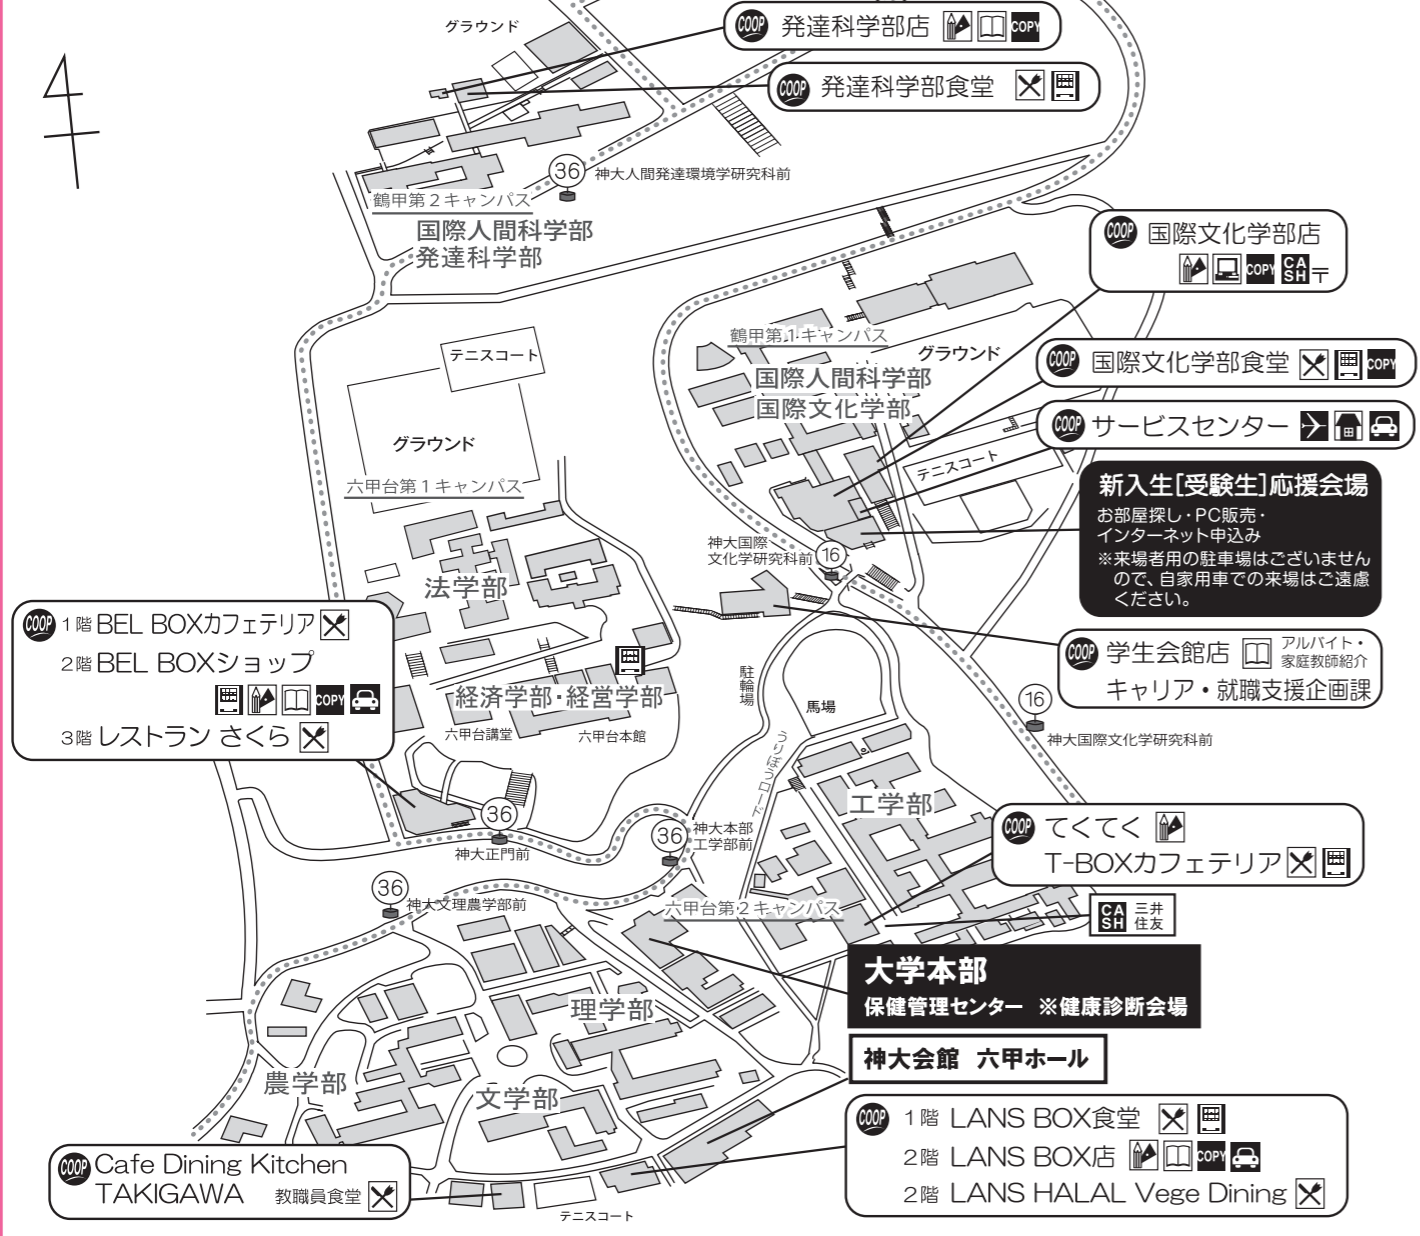 グラウンド
COOP 発達科学部店 COPY
COOP 発達科学部食堂
36
神大人間発達環境学研究科前
鶴甲第2キャンパス
国際人間科学部
発達科学部
COOP 国際文化学部店
COPY CASH 〒
テニスコート
グラウンド
六甲台第1キャンパス
鶴甲第1キャンパス
グラウンド
国際人間科学部
国際文化学部
COOP 国際文化学部食堂 COPY
COOP サービスセンター
テニスコート
新入生[受験生]応援会場
お部屋探し・PC販売・
インターネット申込み
※来場者用の駐車場はございません
ので、自家用車での来場はご遠慮
ください。
神大国際
文化学研究科前
16
法学部
COOP 1階 BEL BOXカフェテリア
2階 BEL BOXショップ
COPY
3階 レストラン さくら
経済学部・経営学部
六甲台講堂
六甲台本館
駐輪場
馬場
うりぼうロード
COOP 学生会館店 アルバイト・
家庭教師紹介
キャリア・就職支援企画課
16
神大国際文化学研究科前
工学部
36
神大正門前
36
神大本部
工学部前
COOP てくてく
T-BOXカフェテリア
36
神大文理農学部前
六甲台第2キャンパス
CASH 三井
住友
大学本部
保健管理センター ※健康診断会場
理学部
神大会館 六甲ホール
農学部
文学部
COOP 1階 LANS BOX食堂
2階 LANS BOX店 COPY
2階 LANS HALAL Vege Dining
COOP Cafe Dining Kitchen
TAKIGAWA 教職員食堂
テニスコート